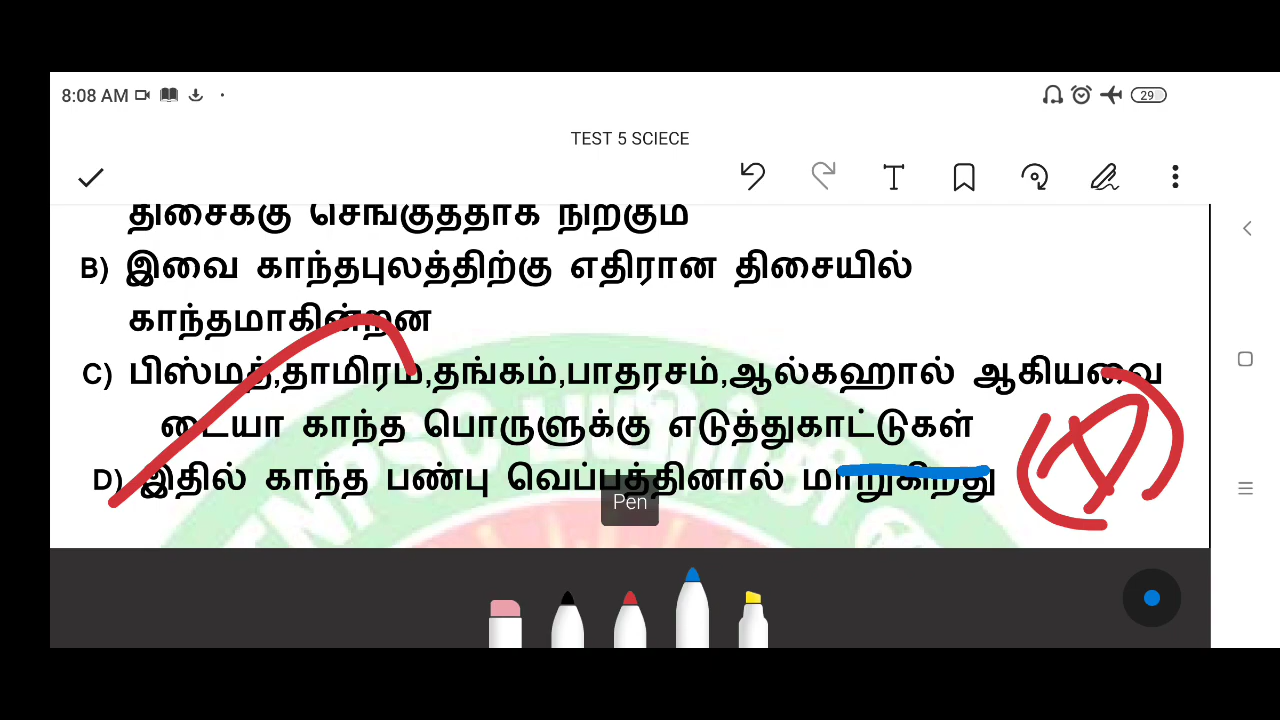 8:08 AM
29
TEST 5 SCIECE
T
திசைக்கு செங்குத்தாக நிற்கும்
B) இவை காந்தபுலத்திற்கு எதிரான திசையில்
காந்தமாகின்றன
C) பிஸ்மத்,தாமிரம்,தங்கம்,பாதரசம்,ஆல்கஹால் ஆகியவை
டையா காந்த பொருளுக்கு எடுத்துகாட்டுகள்
D) இதில் காந்த பண்பு வெப்பத்தினால் மாறுகிறது
Pen